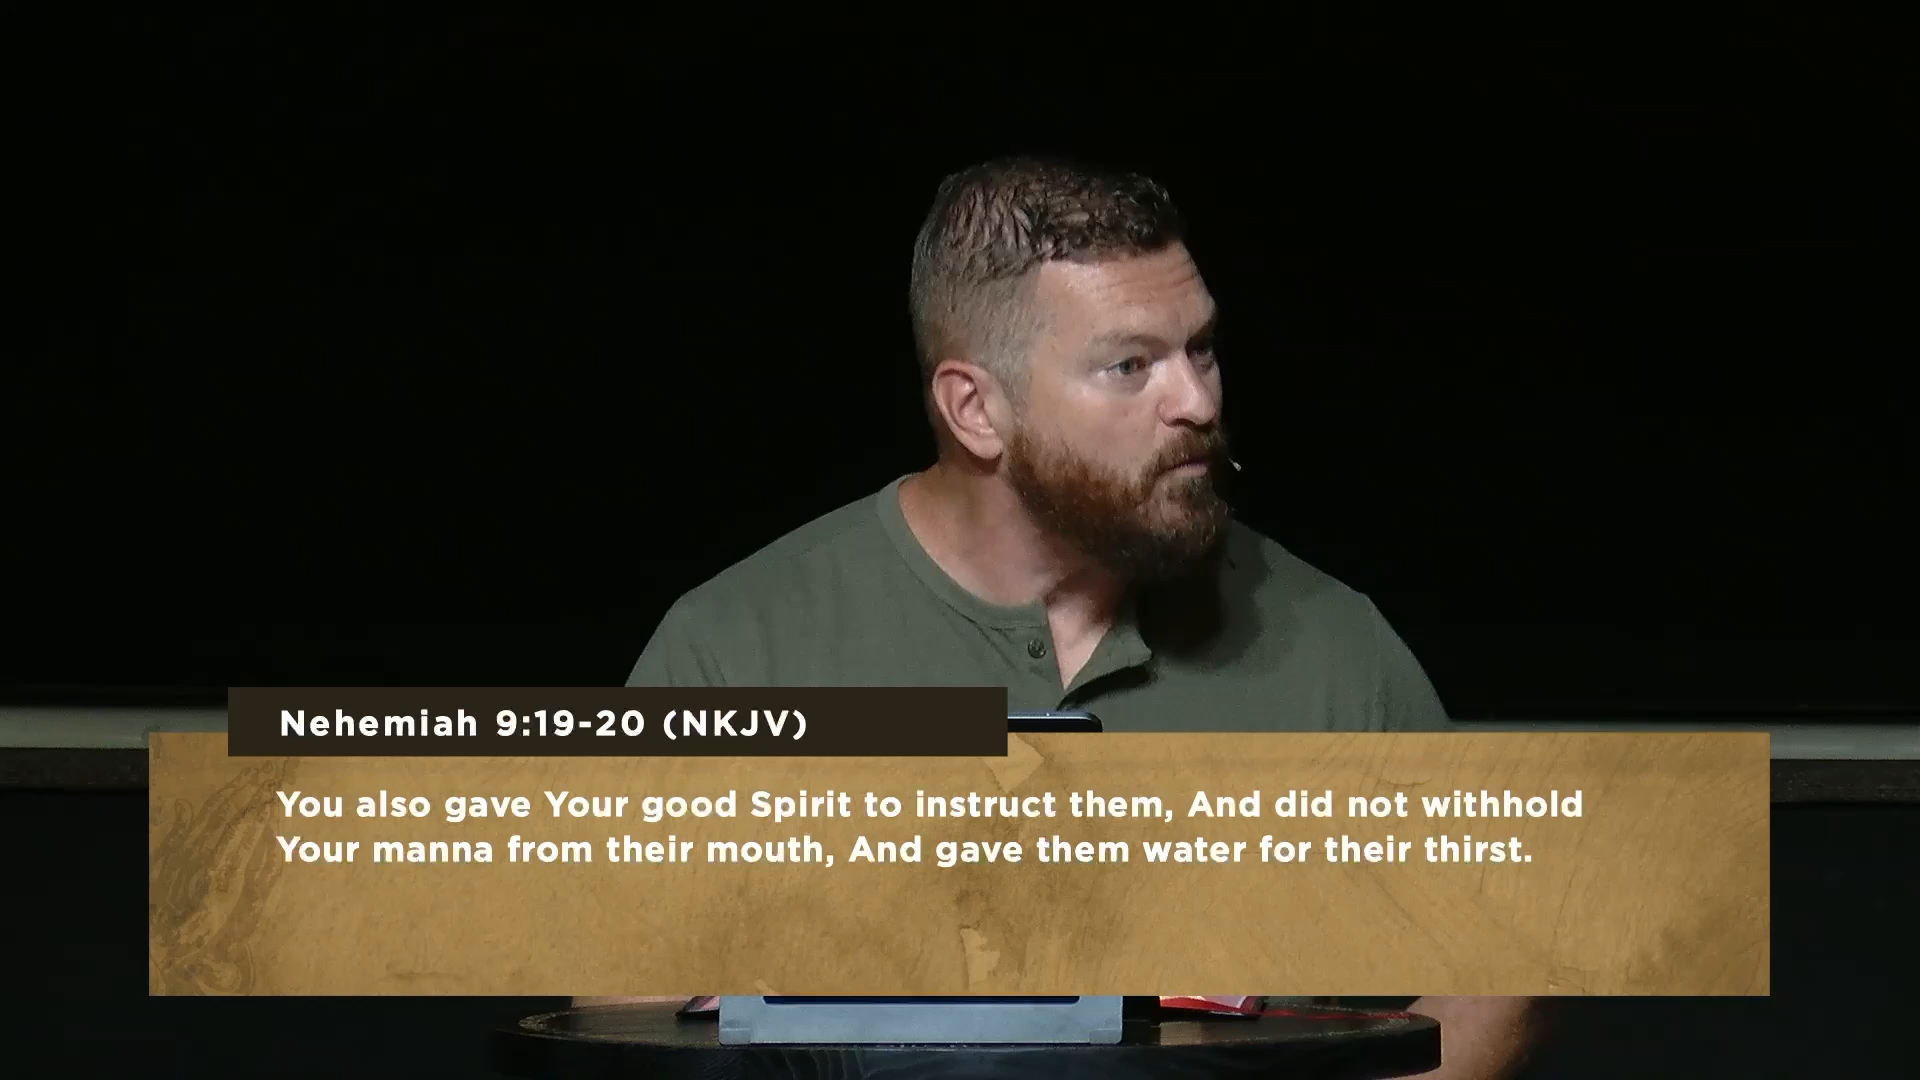 Nehemiah 9:19-20 (NKJV)
You also gave Your good Spirit to instruct them, And did not withhold
Your manna from their mouth, And gave them water for their thirst.